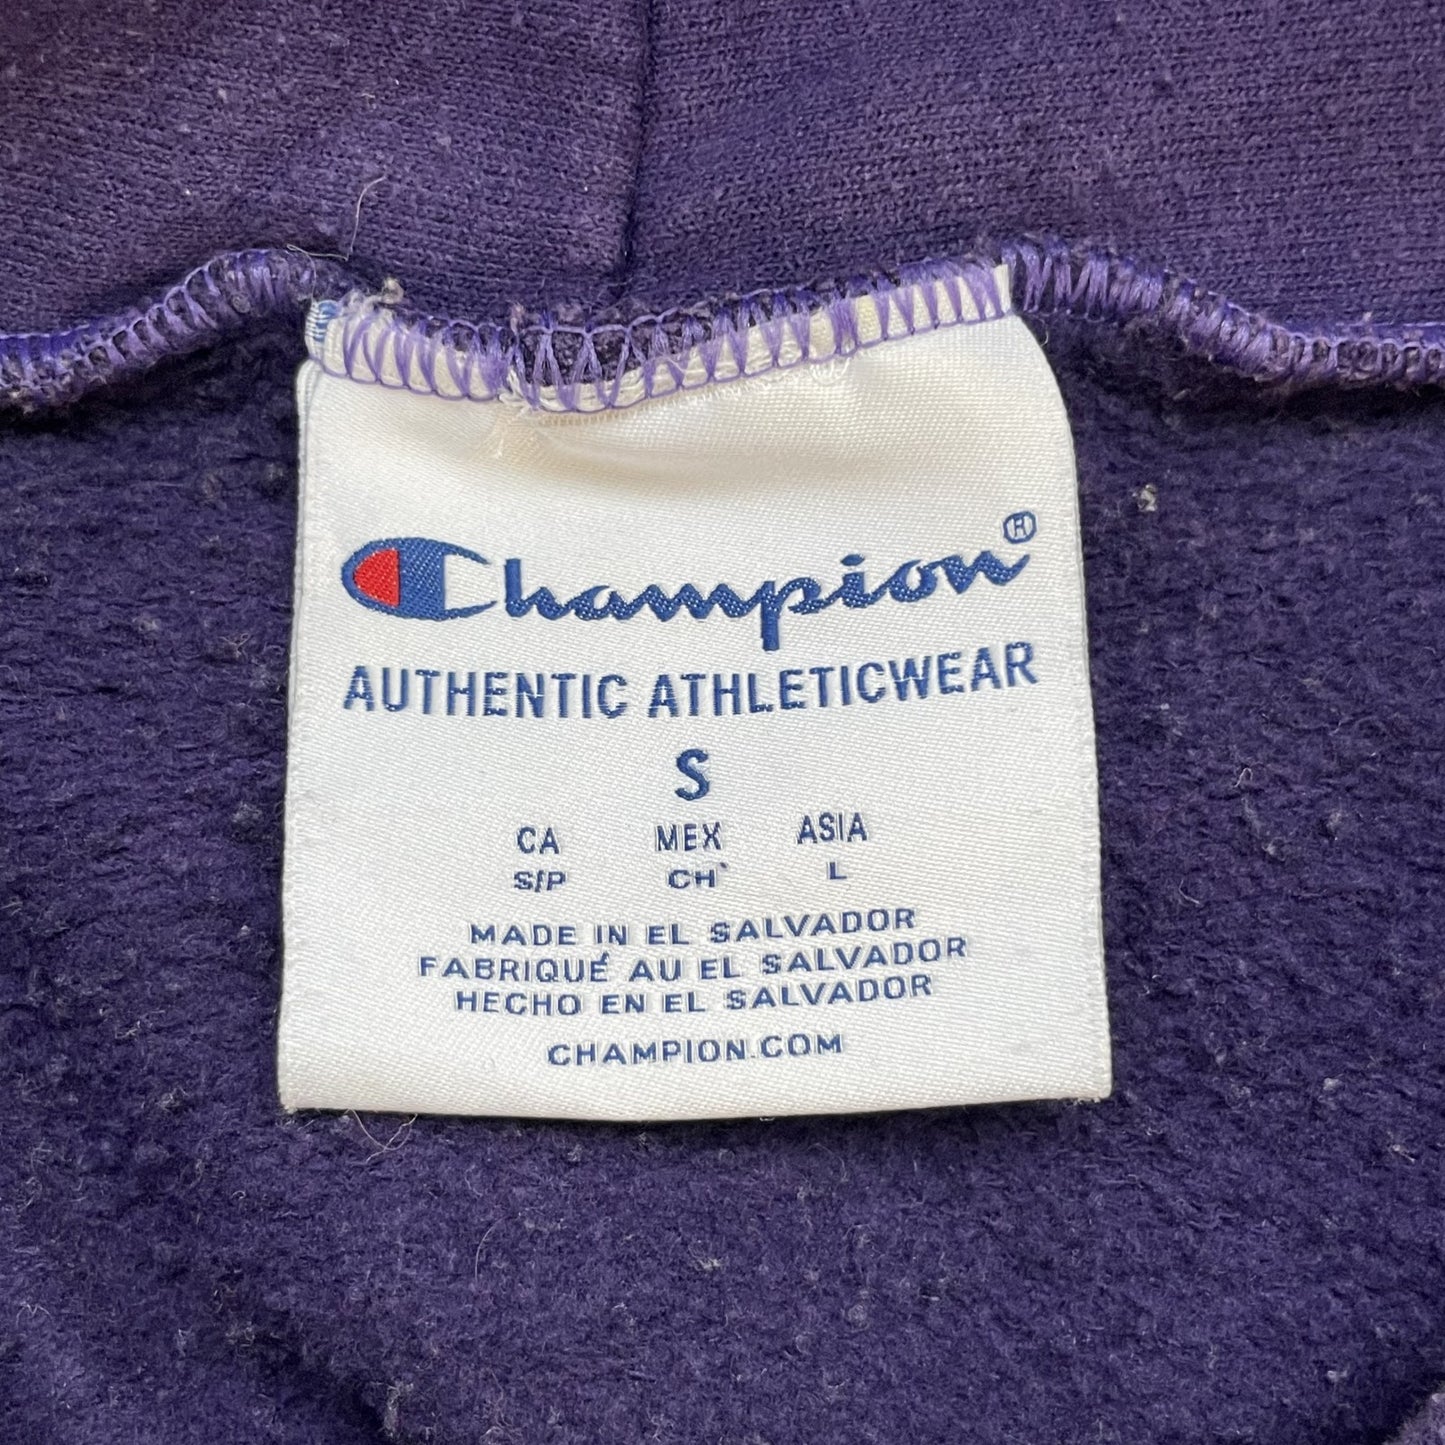 Champion®
AUTHENTIC ATHLETICWEAR
S
CA MEX ASIA
S/P CH` L
MADE IN EL SALVADOR
FABRIQUÉ AU EL SALVADOR
HECHO EN EL SALVADOR
CHAMPION.COM